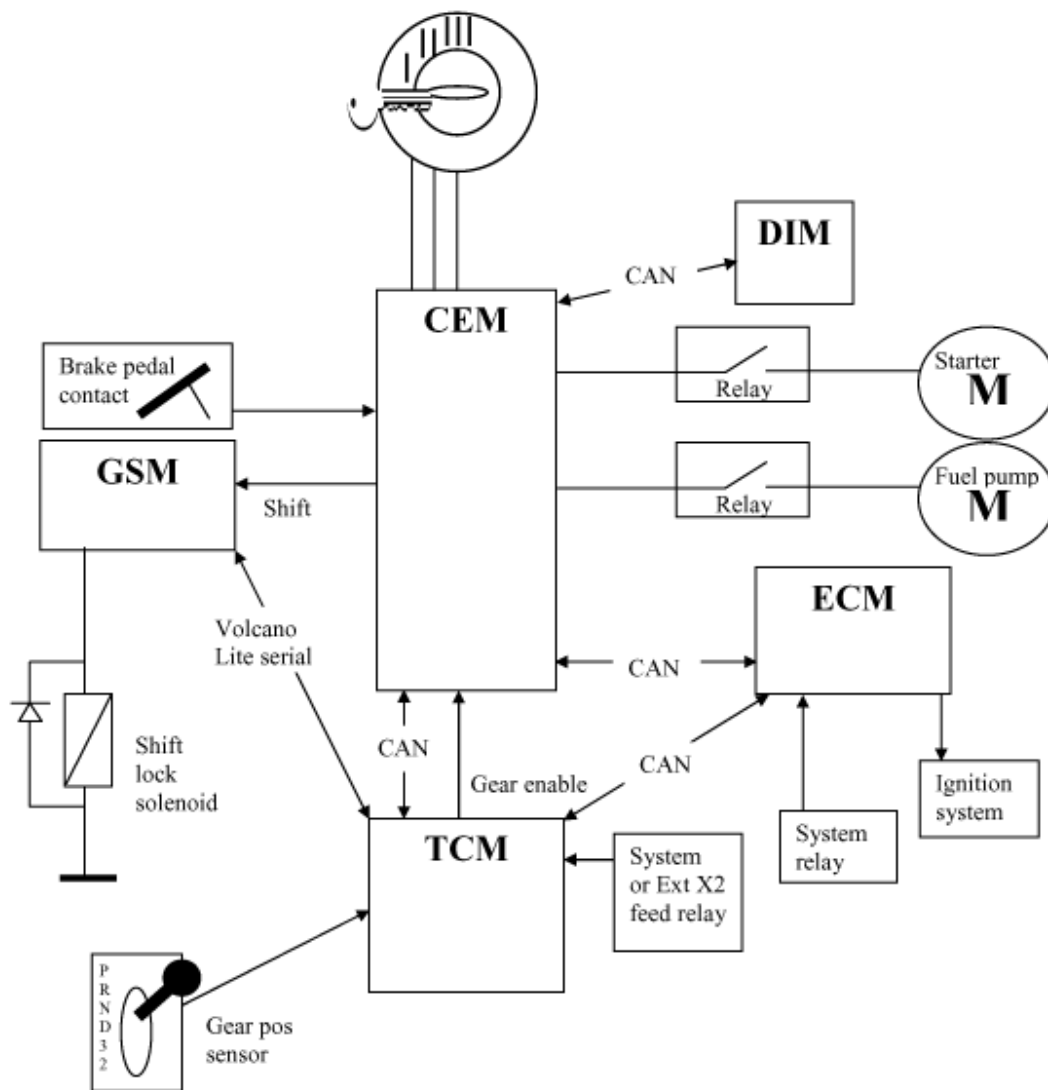 I II III
DIM
CAN
CEM
Brake pedal
contact
Relay
Starter
M
GSM
Shift
Relay
Fuel pump
M
ECM
Volcano
Lite serial
CAN
CAN
CAN
Shift
lock
solenoid
Gear enable
Ignition
system
TCM
System
or Ext X2
feed relay
System
relay
P
R
N
D
3
2
Gear pos
sensor